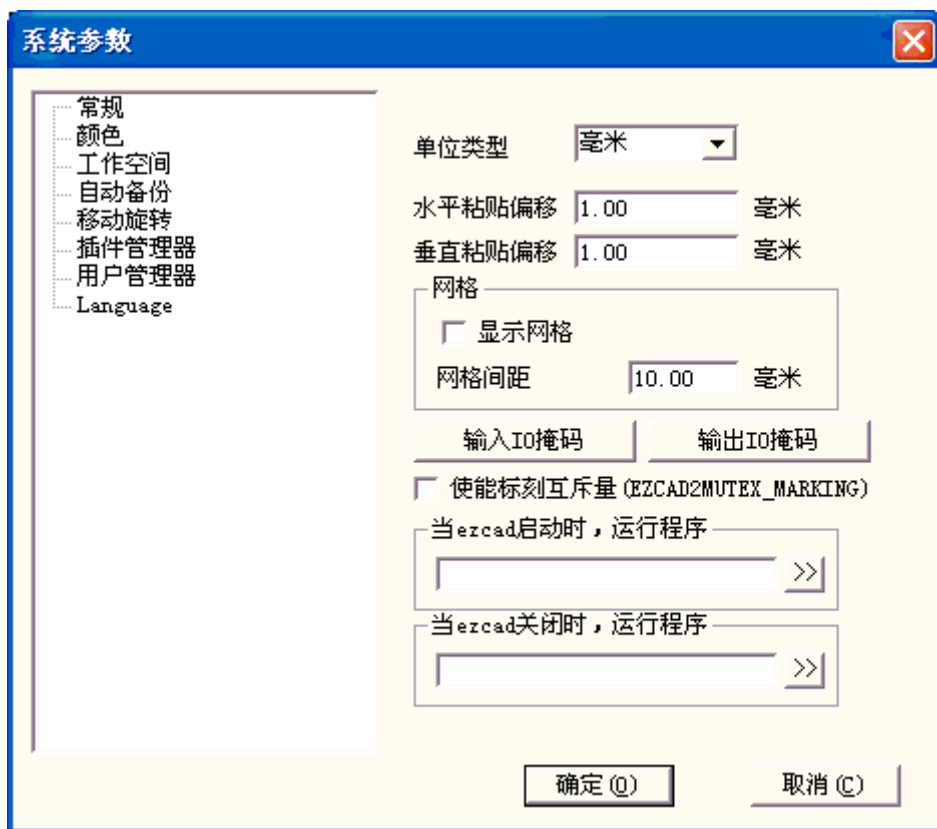 系统参数
常规
颜色
工作空间
自动备份
移动旋转
插件管理器
用户管理器
Language
单位类型 毫米
水平粘贴偏移 1.00 毫米
垂直粘贴偏移 1.00 毫米
网格
显示网格
网格间距 10.00 毫米
输入IO掩码 输出IO掩码
使能标刻互斥量(EZCAD2MUTEX_MARKING)
当ezcad启动时，运行程序
>>
当ezcad关闭时，运行程序
>>
确定(O) 取消(C)